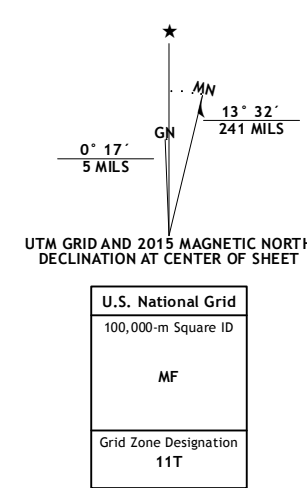 ★
MN
GN
13° 32´
241 MILS
0° 17´
5 MILS
UTM GRID AND 2015 MAGNETIC NORTH
DECLINATION AT CENTER OF SHEET
U.S. National Grid
100,000-m Square ID
MF
Grid Zone Designation
11T